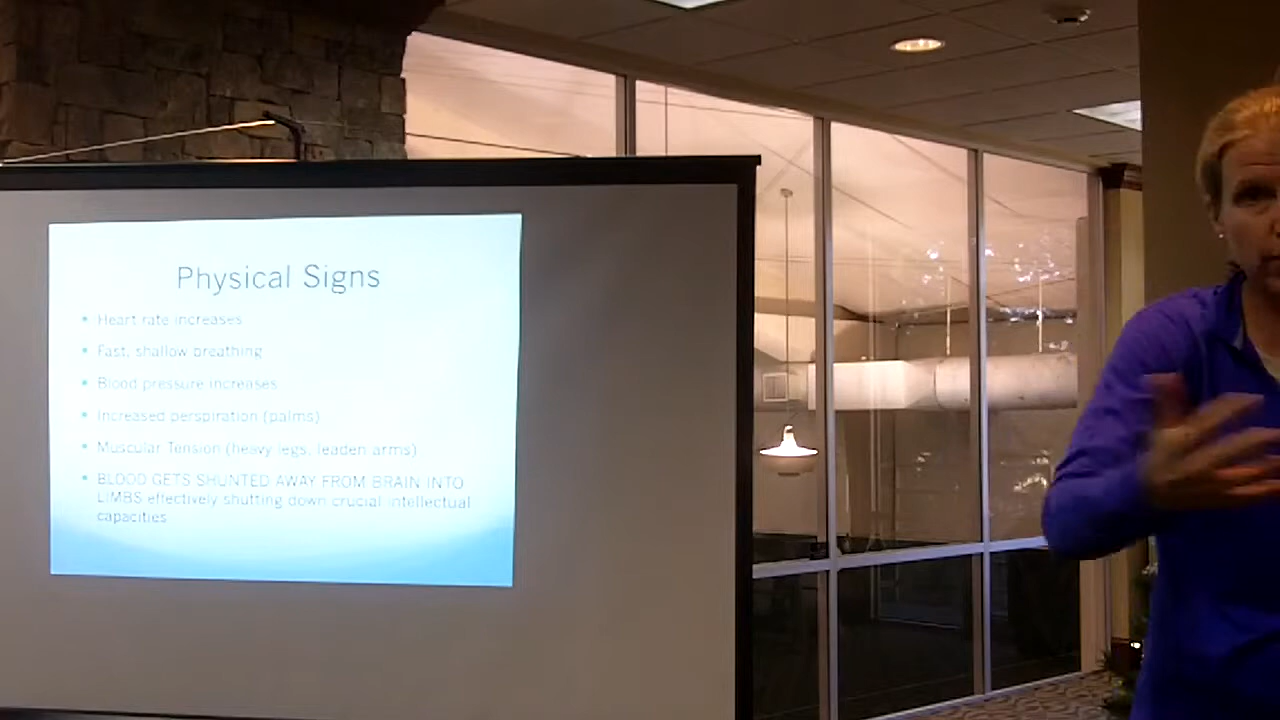 Physical Signs
Heart rate increases
Fast, shallow breathing
Blood pressure increases
Increased perspiration (palms)
Muscular Tension (heavy legs, leaden arms)
BLOOD GETS SHUNTED AWAY FROM BRAIN INTO
LIMBS effectively shutting down crucial intellectual
capacities